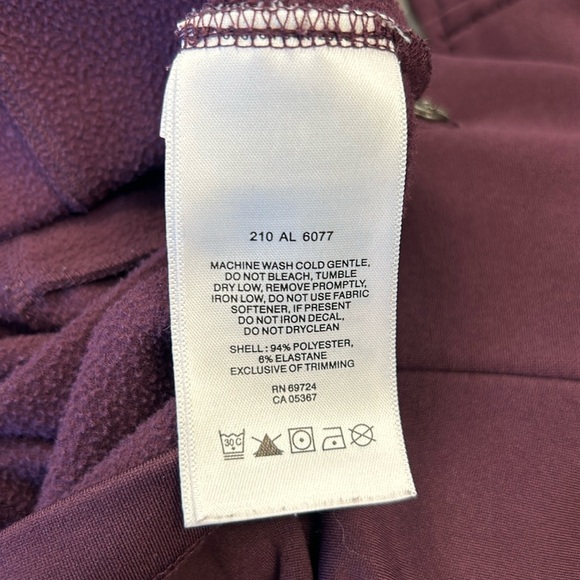 210 AL 6077
MACHINE WASH COLD GENTLE,
DO NOT BLEACH, TUMBLE
DRY LOW, REMOVE PROMPTLY,
IRON LOW, DO NOT USE FABRIC
SOFTENER, IF PRESENT
DO NOT IRON DECAL,
DO NOT DRYCLEAN
SHELL : 94% POLYESTER,
6% ELASTANE
EXCLUSIVE OF TRIMMING
RN 69724
CA 05367
30 C